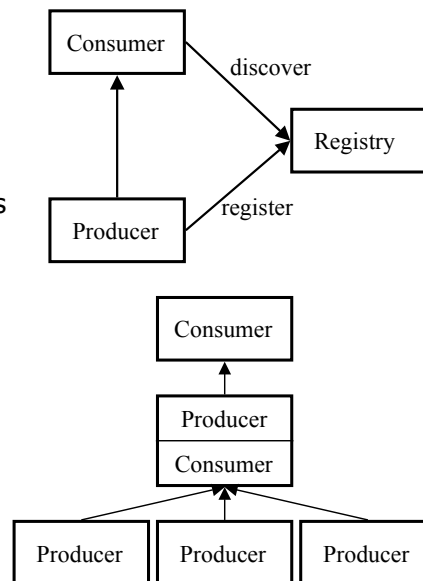 Consumer
discover
Registry
s
register
Producer
Consumer
Producer
Consumer
Producer Producer Producer